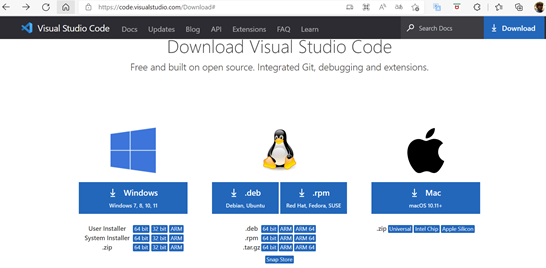 https://code.visualstudio.com/Download#
Visual Studio Code Docs Updates Blog API Extensions FAQ Learn Search Docs Download
Download Visual Studio Code
Free and built on open source. Integrated Git, debugging and extensions.
Windows
Windows 7, 8, 10, 11
.deb
Debian, Ubuntu
.rpm
Red Hat, Fedora, SUSE
Mac
macOS 10.11+
User Installer 64 bit 32 bit ARM
System Installer 64 bit 32 bit ARM
.zip 64 bit 32 bit ARM
.deb 64 bit ARM ARM 64
.rpm 64 bit ARM ARM 64
.tar.gz 64 bit ARM ARM 64
Snap Store
.zip Universal Intel Chip Apple Silicon